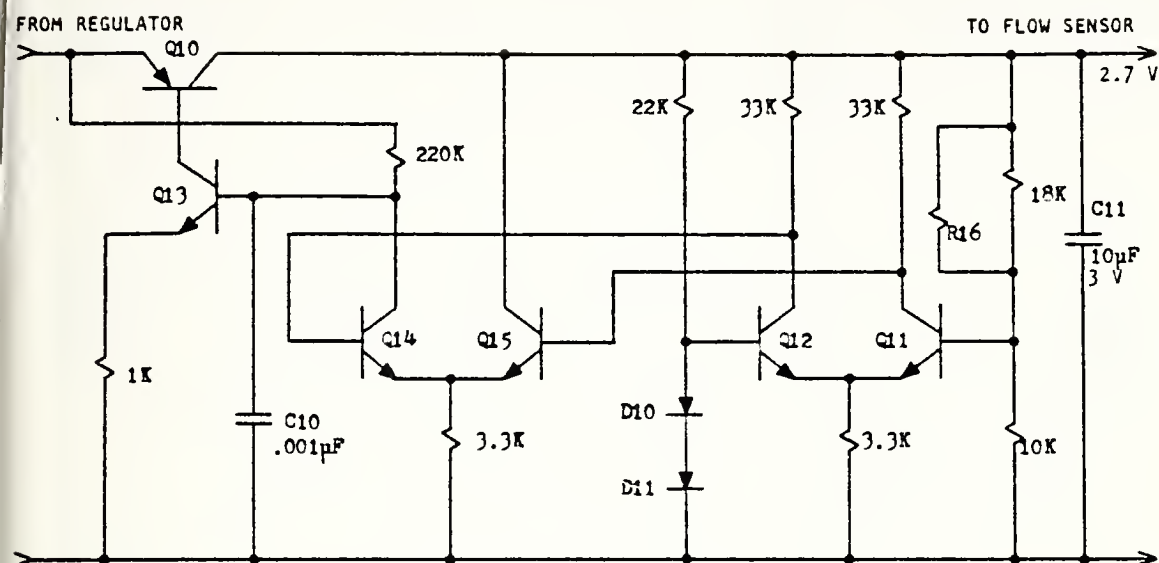 FROM REGULATOR
TO FLOW SENSOR
Q10
2.7 V
22K
33K
33K
220K
Q13
18K
C11
R16
10µF
3 V
Q14
Q15
Q12
Q11
1K
D10
C10
.001µF
3.3K
3.3K
10K
D11